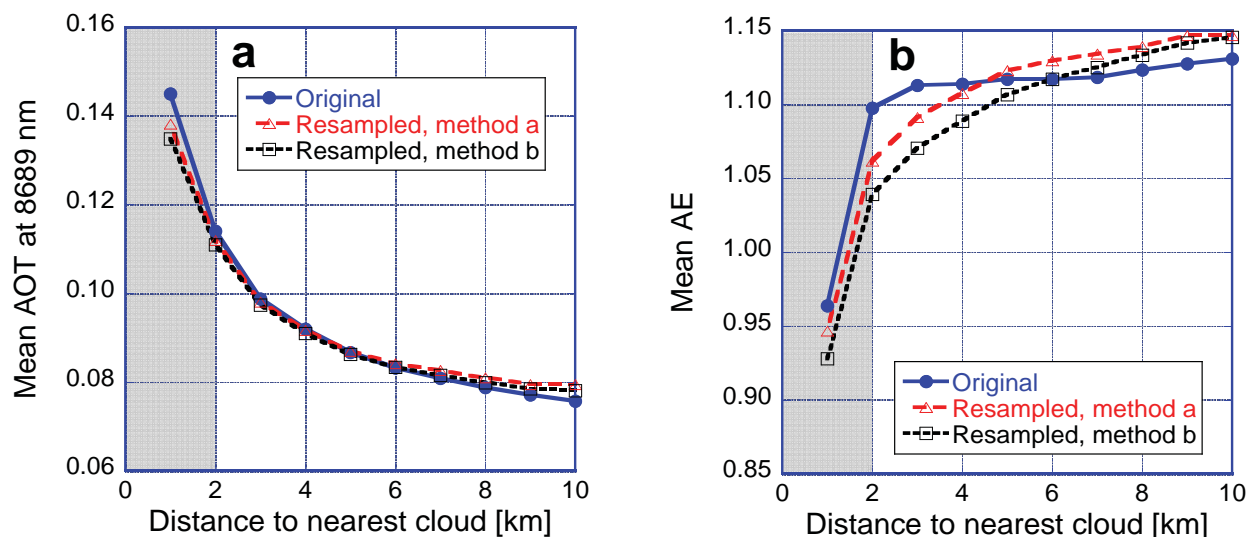 0.16
0.14
0.12
0.10
0.08
0.06
Mean AOT at 8689 nm
a
Original
Resampled, method a
Resampled, method b
0 2 4 6 8 10
Distance to nearest cloud [km]
1.15
1.10
1.05
1.00
0.95
0.90
0.85
Mean AE
b
Original
Resampled, method a
Resampled, method b
0 2 4 6 8 10
Distance to nearest cloud [km]